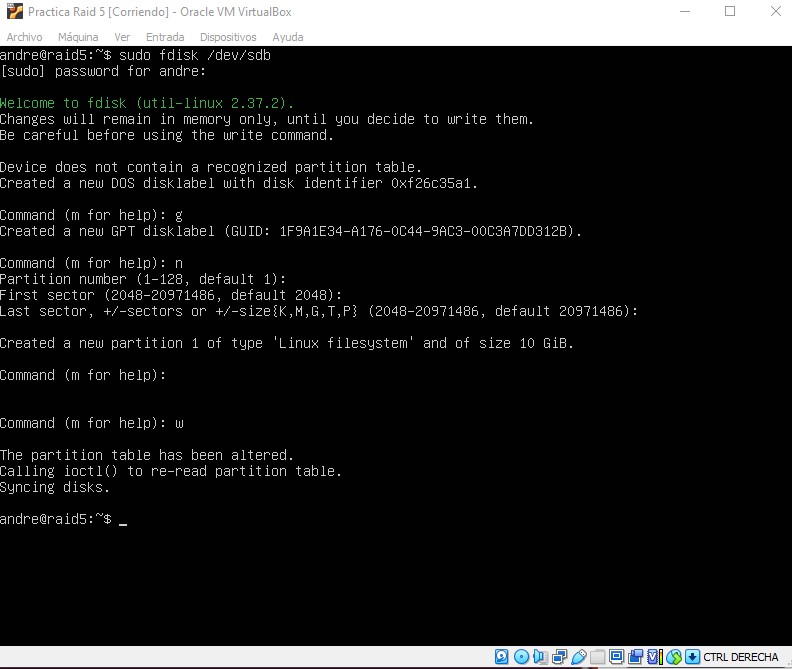 Practica Raid 5 [Corriendo] - Oracle VM VirtualBox
Archivo Máquina Ver Entrada Dispositivos Ayuda
andre@raid5:~$ sudo fdisk /dev/sdb
[sudo] password for andre:
Welcome to fdisk (util-linux 2.37.2).
Changes will remain in memory only, until you decide to write them.
Be careful before using the write command.
Device does not contain a recognized partition table.
Created a new DOS disklabel with disk identifier 0xf26c35a1.
Command (m for help): g
Created a new GPT disklabel (GUID: 1F9A1E34-A176-0C44-9AC3-00C3A7DD312B).
Command (m for help): n
Partition number (1-128, default 1):
First sector (2048-20971486, default 2048):
Last sector, +/-sectors or +/-size{K,M,G,T,P} (2048-20971486, default 20971486):
Created a new partition 1 of type 'Linux filesystem' and of size 10 GiB.
Command (m for help):
Command (m for help): w
The partition table has been altered.
Calling ioctl() to re-read partition table.
Syncing disks.
andre@raid5:~$ _
CTRL DERECHA